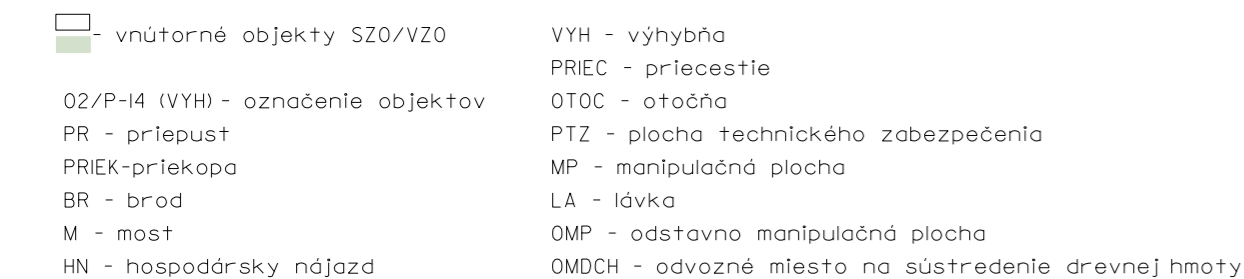 - vnútorné objekty SZO/VZO
02/P-14 (VYH) - označenie objektov
PR - priepust
PRIEK-priekopa
BR - brod
M - most
HN - hospodársky nájazd
VYH - výhybňa
PRIEC - priecestie
OTOC - otočňa
PTZ - plocha technického zabezpečenia
MP - manipulačná plocha
LA - lávka
OMP - odstavno manipulačná plocha
OMDCH - odvozné miesto na sústredenie drevnej hmoty